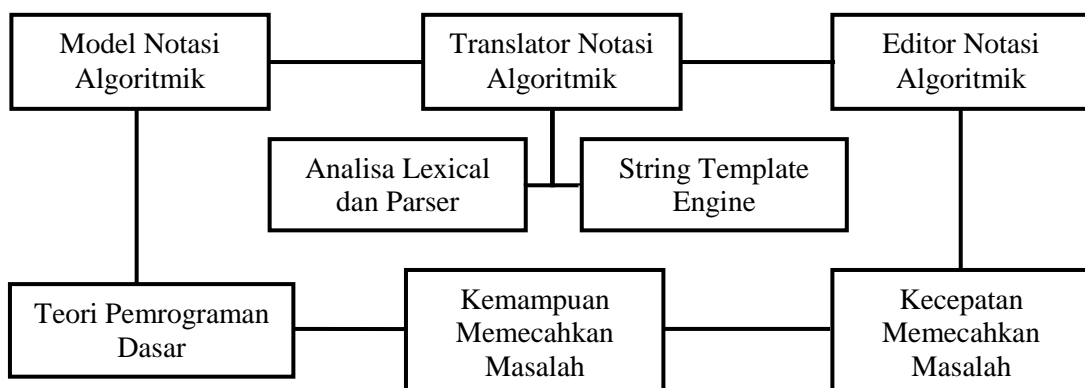 Model Notasi
Algoritmik
Translator Notasi
Algoritmik
Editor Notasi
Algoritmik
Analisa Lexical
dan Parser
String Template
Engine
Teori Pemrograman
Dasar
Kemampuan
Memecahkan
Masalah
Kecepatan
Memecahkan
Masalah